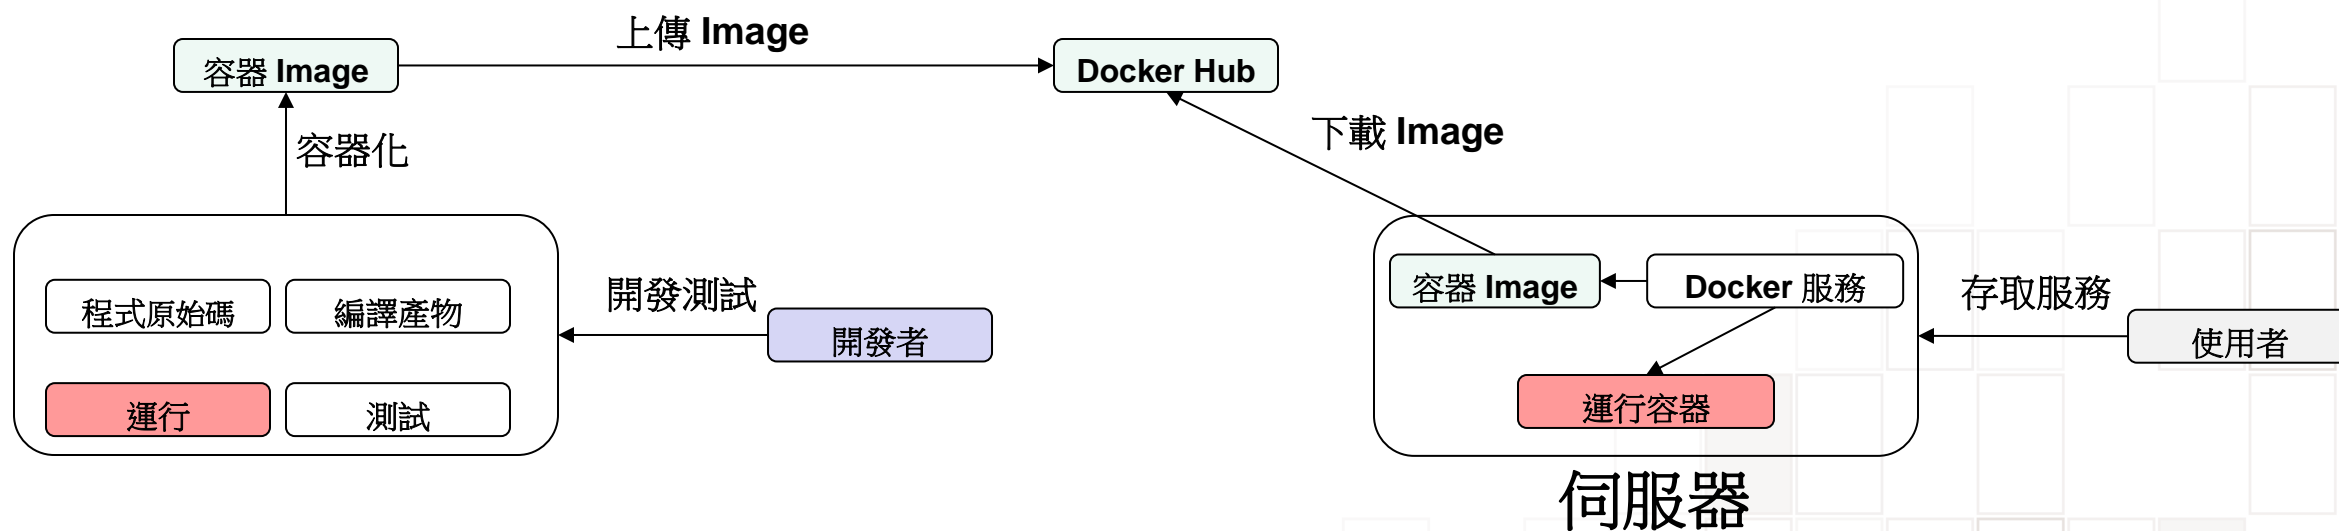 上傳 Image
容器 Image
Docker Hub
下載 Image
容器化
開發測試
程式原始碼
編譯產物
開發者
運行
測試
容器 Image
Docker 服務
存取服務
使用者
運行容器
伺服器